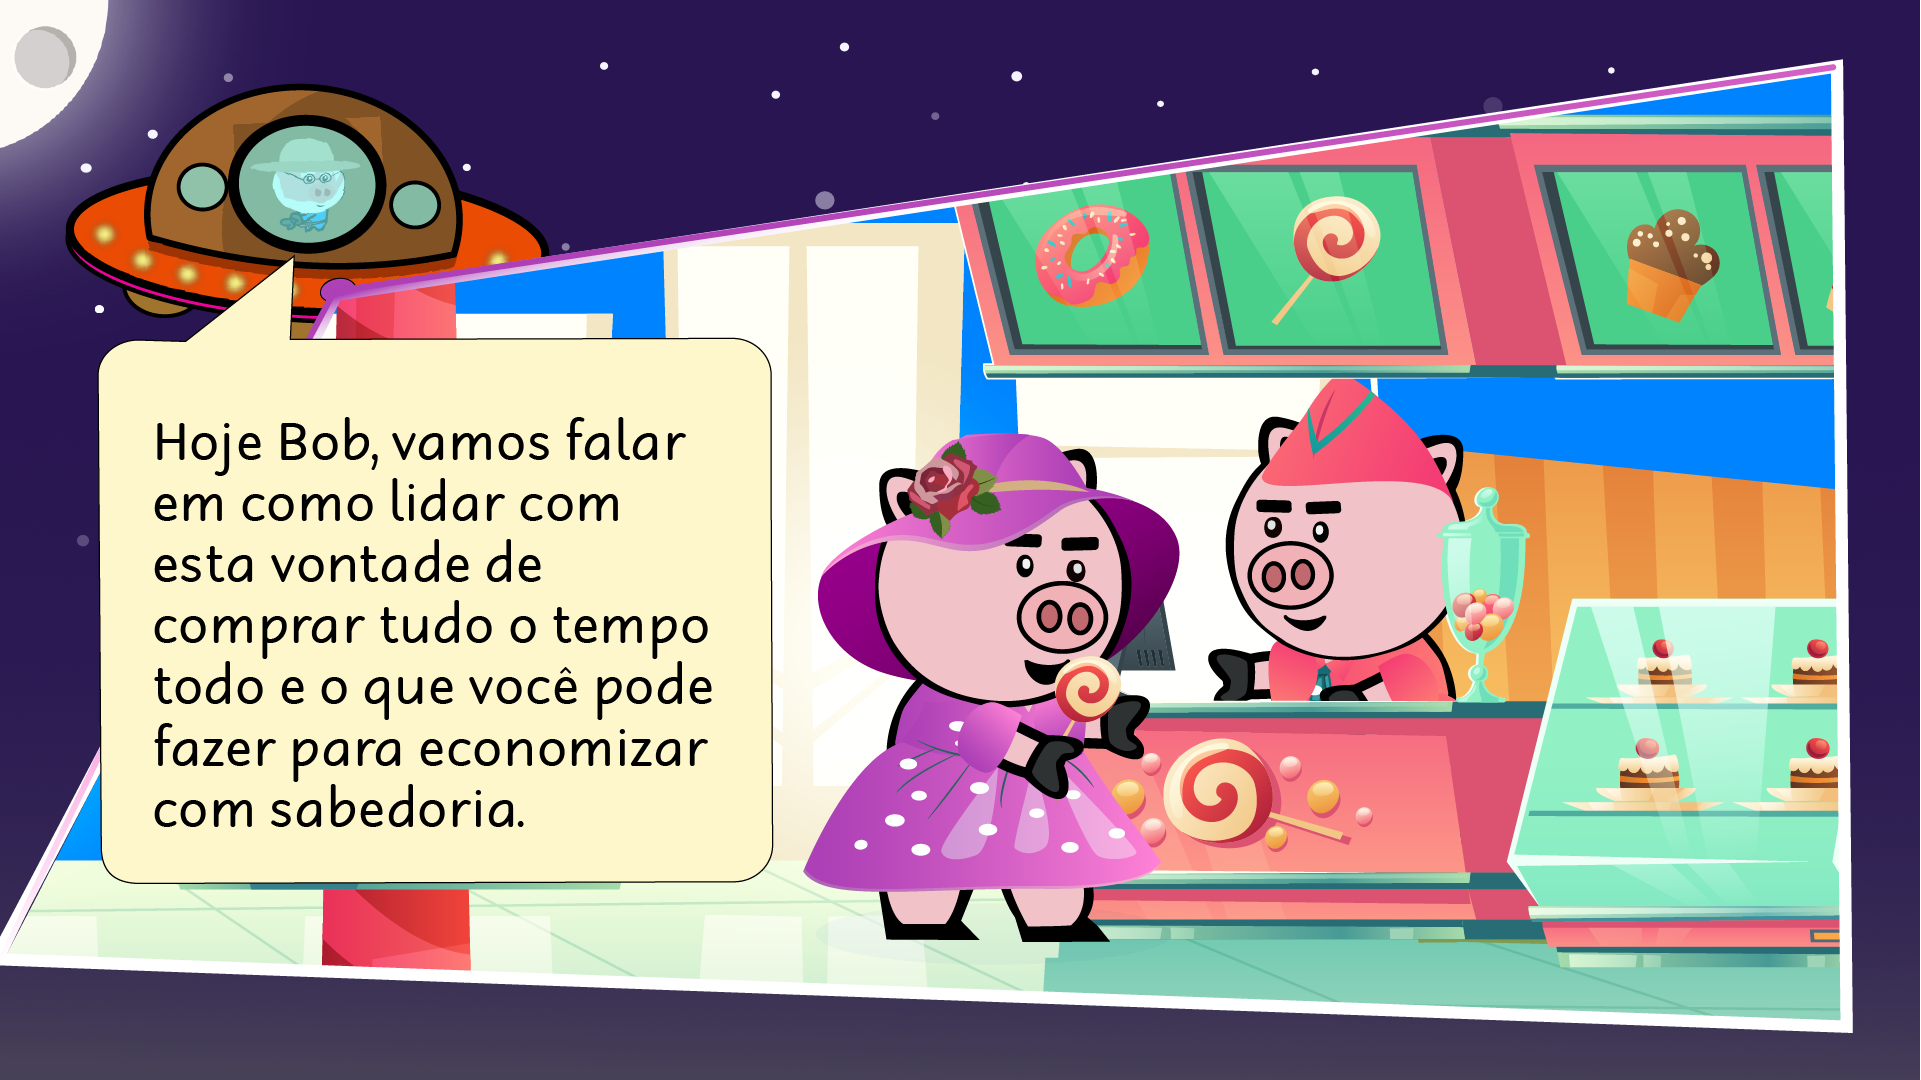 Hoje Bob, vamos falar
em como lidar com
esta vontade de
comprar tudo o tempo
todo e o que você pode
fazer para economizar
com sabedoria.